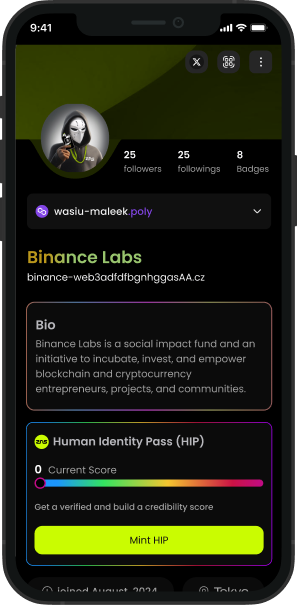 9:41
25 25 8
followers followings Badges
wasiu-maleek.poly
Binance Labs
binance-web3adfdfbgnhggasAA.cz
Bio
Binance Labs is a social impact fund and an
initiative to incubate, invest, and empower
blockchain and cryptocurrency
entrepreneurs, projects, and communities.
ZNS Human Identity Pass (HIP)
0 Current Score
Get a verified and build a credibility score
Mint HIP
joined August, 2024 Tokyo